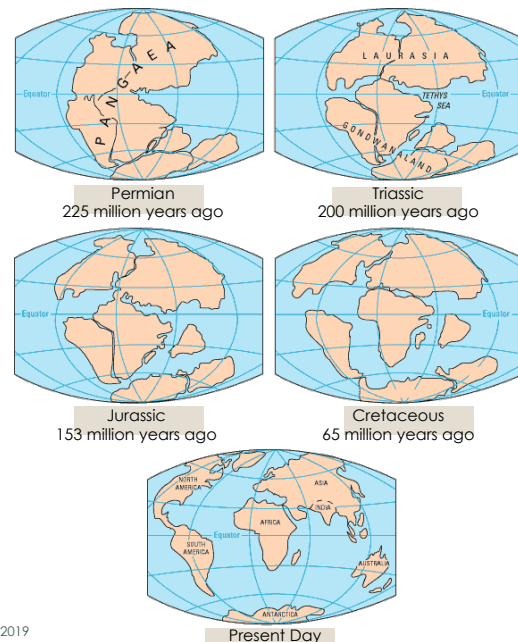 PANGAEA
Equator
Permian
225 million years ago
LAURASIA
TETHYS
SEA
Equator
GONDWANALAND
Triassic
200 million years ago
Equator
Jurassic
153 million years ago
Equator
Cretaceous
65 million years ago
NORTH
AMERICA
ASIA
INDIA
AFRICA
Equator
SOUTH
AMERICA
AUSTRALIA
ANTARCTICA
2019
Present Day